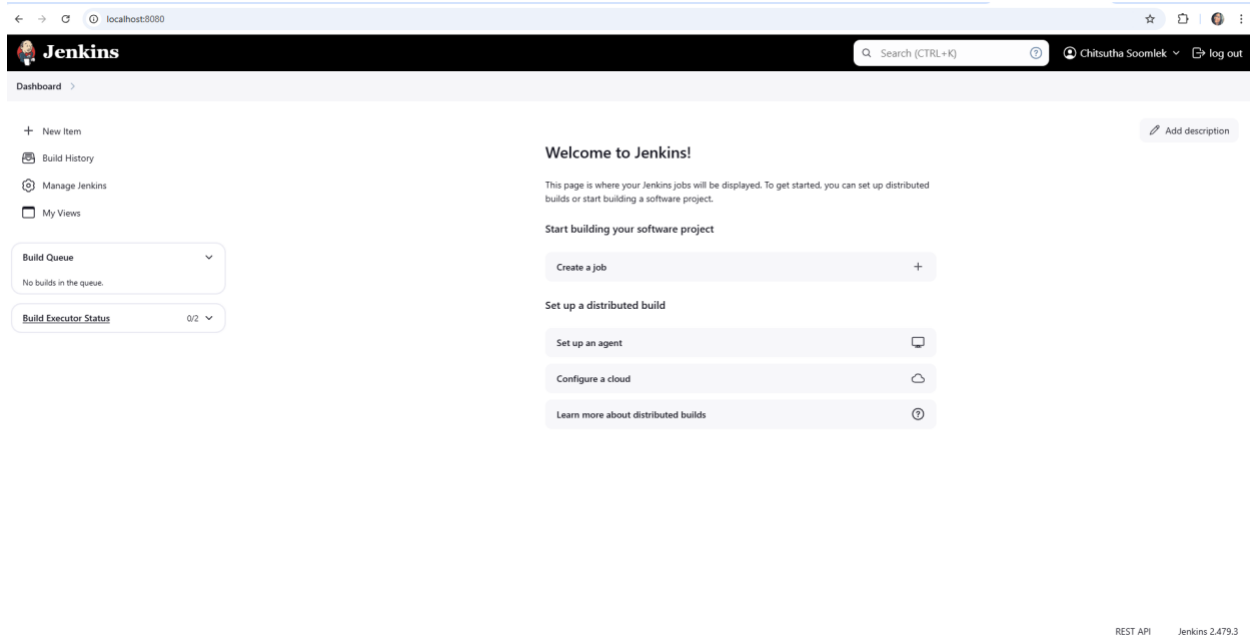 localhost:8080
Jenkins
Search (CTRL+K)
Chitsutha Soomlek
log out
Dashboard
New Item
Build History
Manage Jenkins
My Views
Build Queue
No builds in the queue.
Build Executor Status
0/2
Add description
Welcome to Jenkins!
This page is where your Jenkins jobs will be displayed. To get started, you can set up distributed
builds or start building a software project.
Start building your software project
Create a job
Set up a distributed build
Set up an agent
Configure a cloud
Learn more about distributed builds
REST API
Jenkins 2.479.3